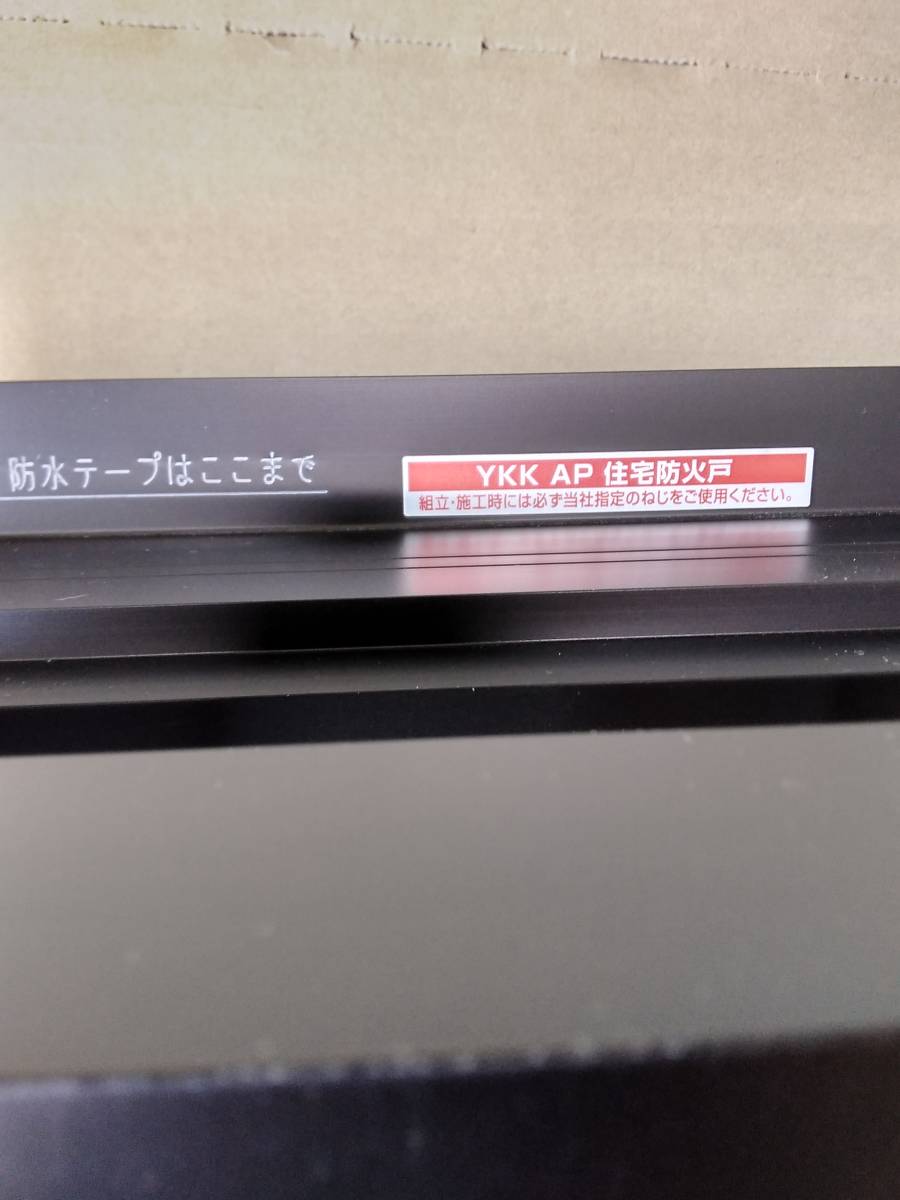 防水テープはここまで
YKK AP 住宅防火戸
組立・施工時には必ず当社指定のねじをご使用ください。